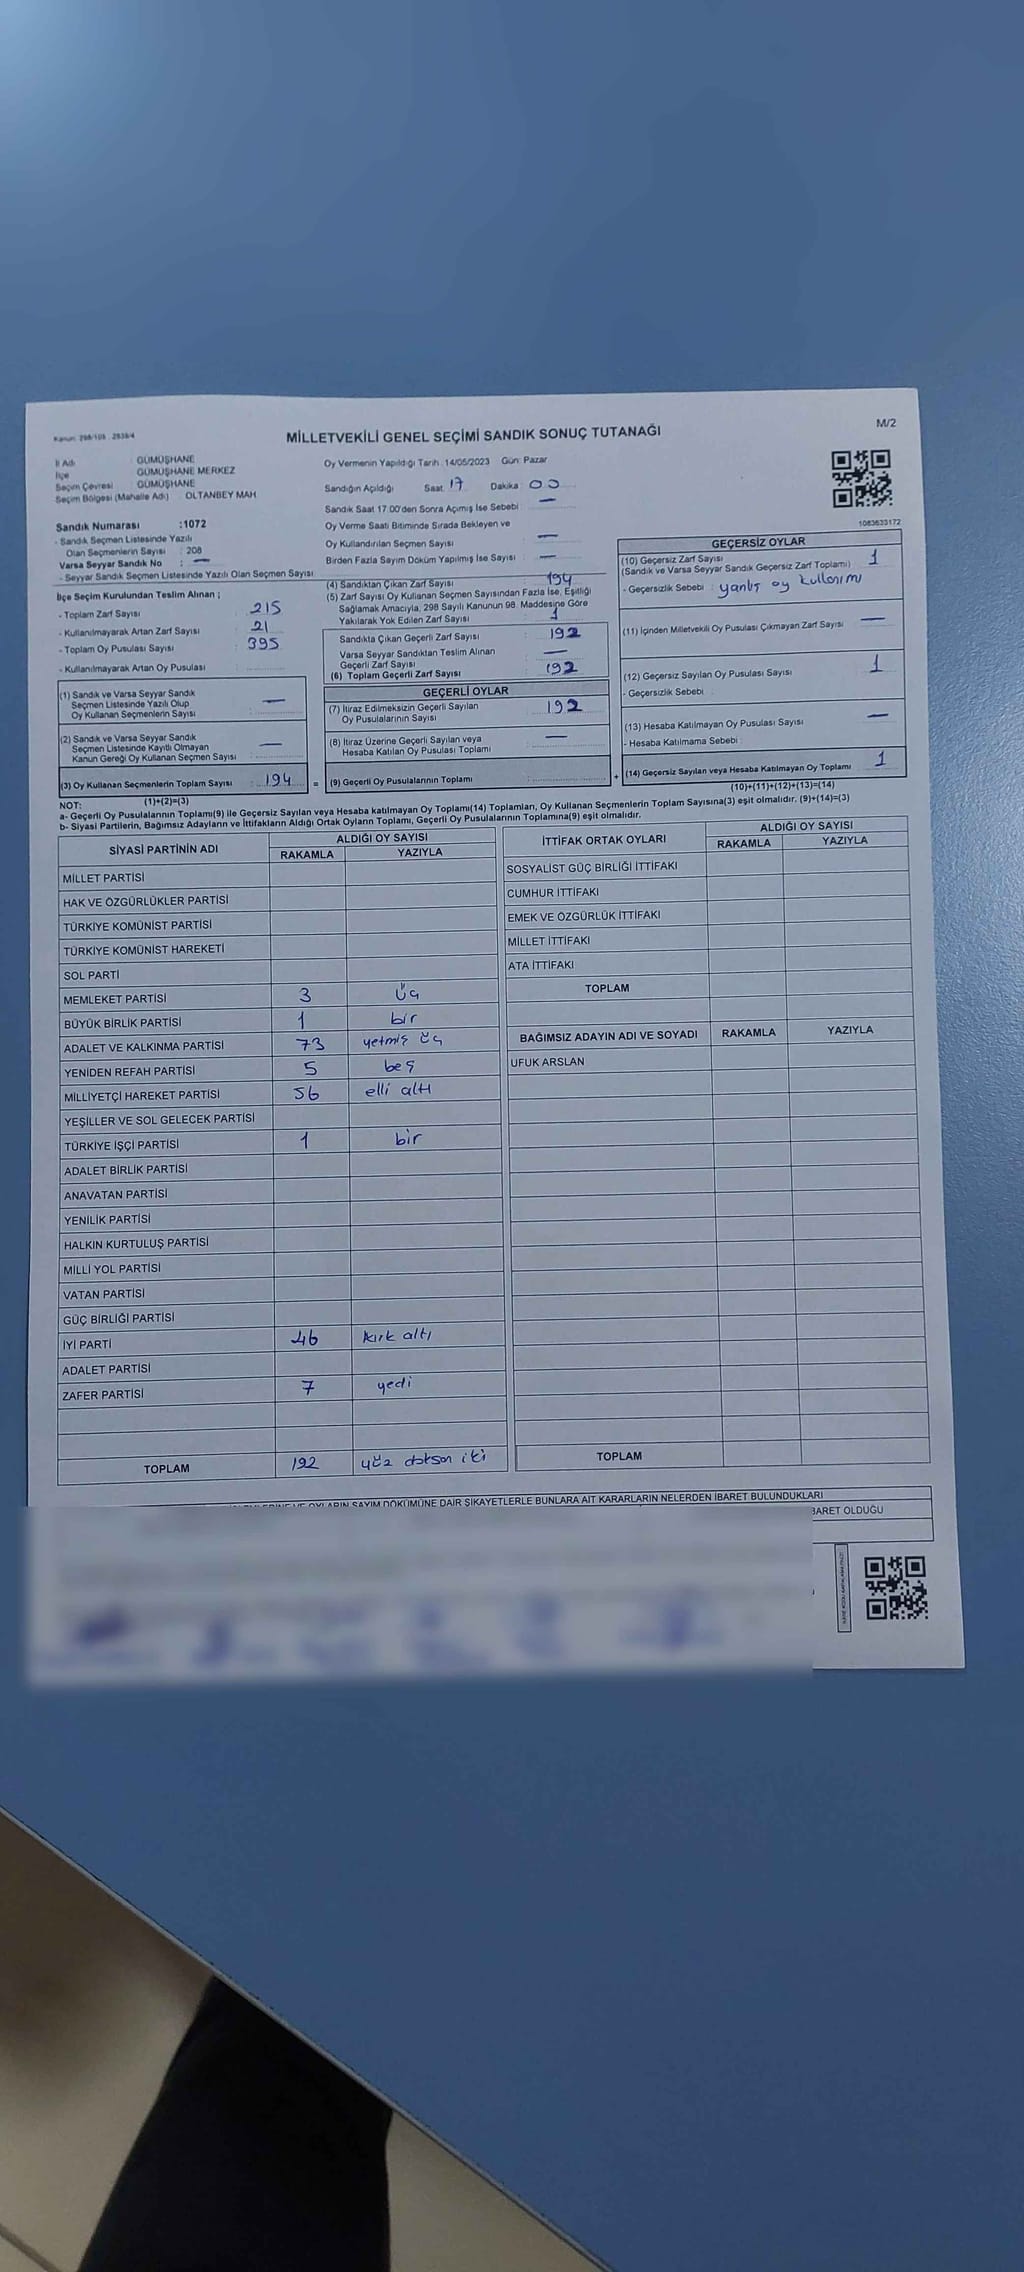 Kanun: 298/105 , 2839/4
M/2
MİLLETVEKİLİ GENEL SEÇİMİ SANDIK SONUÇ TUTANAĞI
İl Adı : GÜMÜŞHANE
İlçe : GÜMÜŞHANE MERKEZ
Seçim Çevresi : GÜMÜŞHANE
Seçim Bölgesi (Mahalle Adı) OLTANBEY MAH
Sandık Numarası :1072
- Sandık Seçmen Listesinde Yazılı
Olan Seçmenlerin Sayısı : 208
Varsa Seyyar Sandık No : —
- Seyyar Sandık Seçmen Listesinde Yazılı Olan Seçmen Sayısı
İlçe Seçim Kurulundan Teslim Alınan ;
- Toplam Zarf Sayısı : 215
- Kullanılmayarak Artan Zarf Sayısı : 21
- Toplam Oy Pusulası Sayısı : 395
- Kullanılmayarak Artan Oy Pusulası :
(1) Sandık ve Varsa Seyyar Sandık
Seçmen Listesinde Yazılı Olup
Oy Kullanan Seçmenlerin Sayısı : —
(2) Sandık ve Varsa Seyyar Sandık
Seçmen Listesinde Kayıtlı Olmayan
Kanun Gereği Oy Kullanan Seçmen Sayısı : —
(3) Oy Kullanan Seçmenlerin Toplam Sayısı : 194 =
(1)+(2)=(3)
Oy Vermenin Yapıldığı Tarih : 14/05/2023 Gün: Pazar
Sandığın Açıldığı Saat: 17 Dakika: 00
Sandık Saat 17.00'den Sonra Açımış İse Sebebi : —
Oy Verme Saati Bitiminde Sırada Bekleyen ve
Oy Kullandırılan Seçmen Sayısı : —
Birden Fazla Sayım Döküm Yapılmış İse Sayısı : —
(4) Sandıktan Çıkan Zarf Sayısı : 194
(5) Zarf Sayısı Oy Kullanan Seçmen Sayısından Fazla İse, Eşitliği
Sağlamak Amacıyla, 298 Sayılı Kanunun 98. Maddesine Göre
Yakılarak Yok Edilen Zarf Sayısı : 1
Sandıkta Çıkan Geçerli Zarf Sayısı : 192
Varsa Seyyar Sandıktan Teslim Alınan
Geçerli Zarf Sayısı : —
(6) Toplam Geçerli Zarf Sayısı : 192
GEÇERLİ OYLAR
(7) İtiraz Edilmeksizin Geçerli Sayılan
Oy Pusulalarının Sayısı : 192
(8) İtiraz Üzerine Geçerli Sayılan veya
Hesaba Katılan Oy Pusulası Toplamı : —
(9) Geçerli Oy Pusulalarının Toplamı : +
1083633172
GEÇERSİZ OYLAR
(10) Geçersiz Zarf Sayısı
(Sandık ve Varsa Seyyar Sandık Geçersiz Zarf Toplamı) 1
- Geçersizlik Sebebi : yanlış oy kullanımı
(11) İçinden Milletvekili Oy Pusulası Çıkmayan Zarf Sayısı —
(12) Geçersiz Sayılan Oy Pusulası Sayısı 1
- Geçersizlik Sebebi :
(13) Hesaba Katılmayan Oy Pusulası Sayısı —
- Hesaba Katılmama Sebebi :
(14) Geçersiz Sayılan veya Hesaba Katılmayan Oy Toplamı 1
(10)+(11)+(12)+(13)=(14)
NOT:
a- Geçerli Oy Pusulalarının Toplamı(9) ile Geçersiz Sayılan veya Hesaba katılmayan Oy Toplamı(14) Toplamları, Oy Kullanan Seçmenlerin Toplam Sayısına(3) eşit olmalıdır. (9)+(14)=(3)
b- Siyasi Partilerin, Bağımsız Adayların ve İttifakların Aldığı Ortak Oyların Toplamı, Geçerli Oy Pusulalarının Toplamına(9) eşit olmalıdır.
SİYASİ PARTİNİN ADI ALDIĞI OY SAYISI
RAKAMLA YAZIYLA
MİLLET PARTİSİ
HAK VE ÖZGÜRLÜKLER PARTİSİ
TÜRKİYE KOMÜNİST PARTİSİ
TÜRKİYE KOMÜNİST HAREKETİ
SOL PARTİ
MEMLEKET PARTİSİ 3 üç
BÜYÜK BİRLİK PARTİSİ 1 bir
ADALET VE KALKINMA PARTİSİ 73 yetmiş üç
YENİDEN REFAH PARTİSİ 5 beş
MİLLİYETÇİ HAREKET PARTİSİ 56 elli altı
YEŞİLLER VE SOL GELECEK PARTİSİ
TÜRKİYE İŞÇİ PARTİSİ 1 bir
ADALET BİRLİK PARTİSİ
ANAVATAN PARTİSİ
YENİLİK PARTİSİ
HALKIN KURTULUŞ PARTİSİ
MİLLİ YOL PARTİSİ
VATAN PARTİSİ
GÜÇ BİRLİĞİ PARTİSİ
İYİ PARTİ 46 kırk altı
ADALET PARTİSİ
ZAFER PARTİSİ 7 yedi
TOPLAM 192 yüz doksan iki
İTTİFAK ORTAK OYLARI ALDIĞI OY SAYISI
RAKAMLA YAZIYLA
SOSYALİST GÜÇ BİRLİĞİ İTTİFAKI
CUMHUR İTTİFAKI
EMEK VE ÖZGÜRLÜK İTTİFAKI
MİLLET İTTİFAKI
ATA İTTİFAKI
TOPLAM
BAĞIMSIZ ADAYIN ADI VE SOYADI RAKAMLA YAZIYLA
UFUK ARSLAN
TOPLAM
OYLARIN SAYIM DÖKÜMÜNE DAİR ŞİKAYETLERLE BUNLARA AİT KARARLARIN NELERDEN İBARET BULUNDUKLARI
BARET OLDUĞU